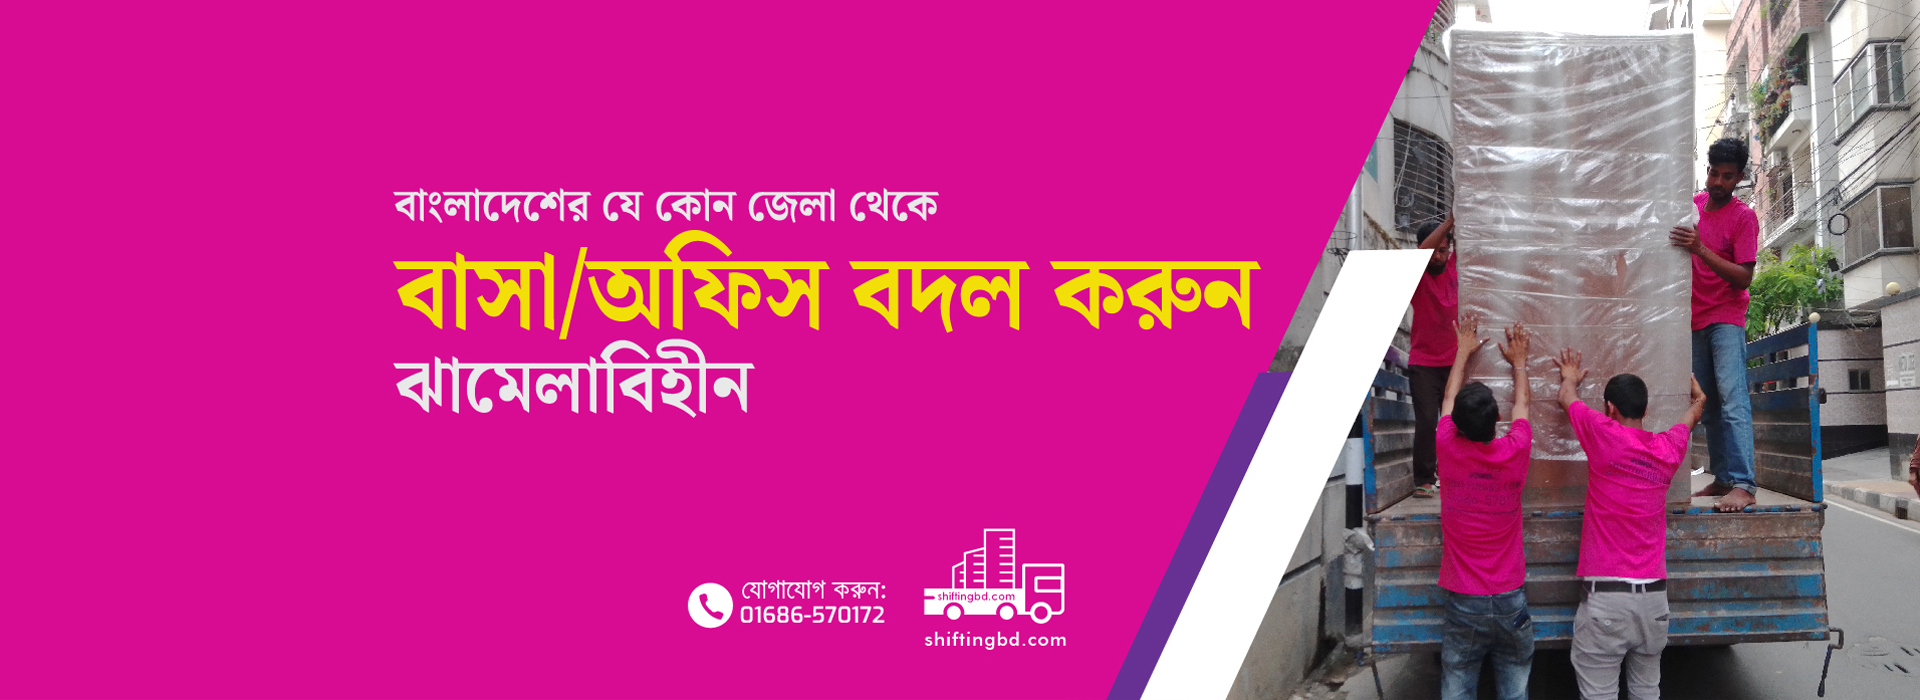 বাংলাদেশের যে কোন জেলা থেকে
বাসা/অফিস বদল করুন
ঝামেলাবিহীন
যোগাযোগ করুন:
01686-570172
shiftingbd.com
shiftingbd.com